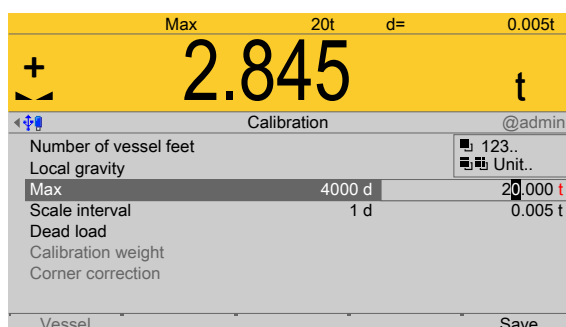 Max 20t d= 0.005t
+ 2.845 t
Calibration @admin
Number of vessel feet 123..
Local gravity Unit..
Max 4000 d 20.000 t
Scale interval 1 d 0.005 t
Dead load
Calibration weight
Corner correction
Vessel Save